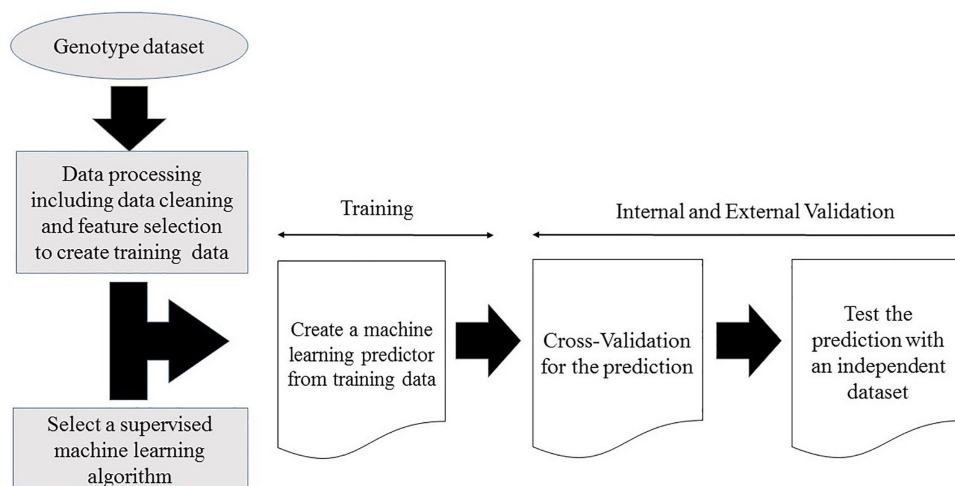 Genotype dataset
Data processing
including data cleaning
and feature selection
to create training data
Select a supervised
machine learning
algorithm
Training
Create a machine
learning predictor
from training data
Internal and External Validation
Cross-Validation
for the prediction
Test the
prediction with
an independent
dataset